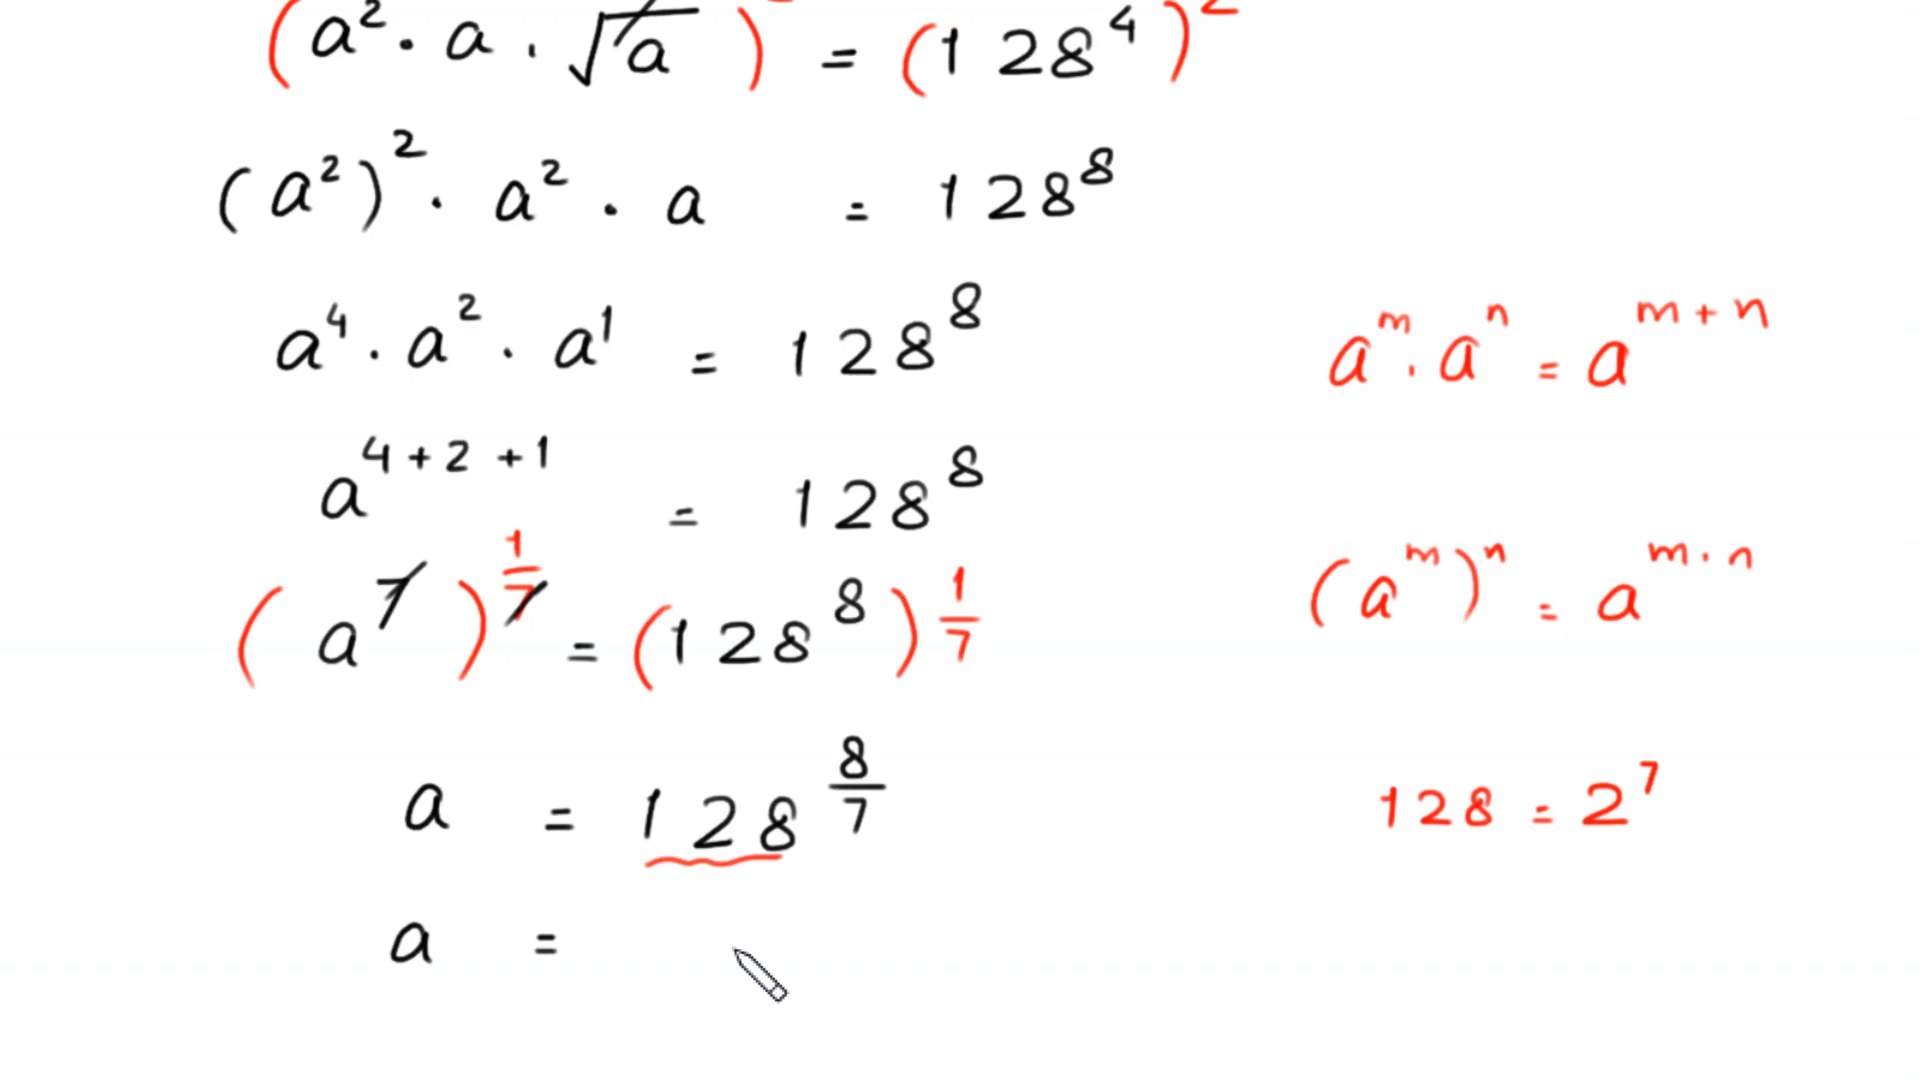 (a² · a · √a)² = (128⁴)²
(a²)² · a² · a = 128⁸
a⁴ · a² · a¹ = 128⁸
aᵐ · aⁿ = aᵐ⁺ⁿ
a⁴⁺²⁺¹ = 128⁸
(a⁷)^(1/7) = (128⁸)^(1/7)
(aᵐ)ⁿ = a^(m·n)
a = 128^(8/7)
128 = 2⁷
a =